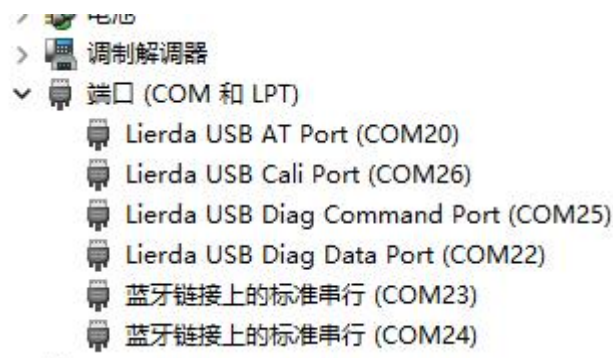 电池
调制解调器
端口 (COM 和 LPT)
Lierda USB AT Port (COM20)
Lierda USB Cali Port (COM26)
Lierda USB Diag Command Port (COM25)
Lierda USB Diag Data Port (COM22)
蓝牙链接上的标准串行 (COM23)
蓝牙链接上的标准串行 (COM24)